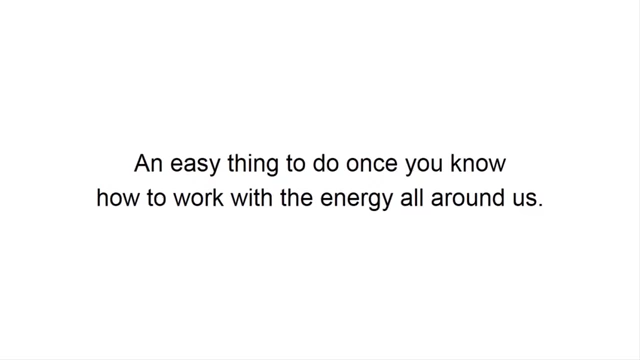 An easy thing to do once you know
how to work with the energy all around us.